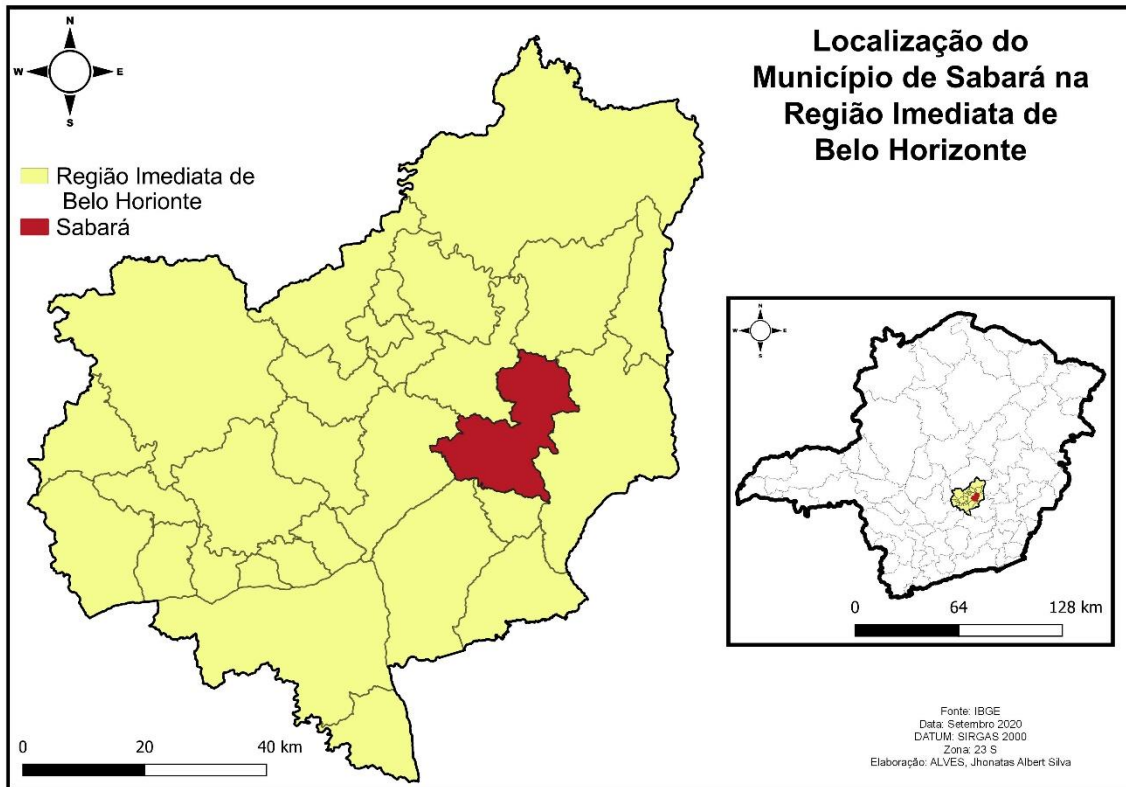 Localização do
Município de Sabará na
Região Imediata de
Belo Horizonte
N
W
E
S
Região Imediata de
Belo Horionte
Sabará
N
W
E
S
0 64 128 km
0 20 40 km
Fonte: IBGE
Data: Setembro 2020
DATUM: SIRGAS 2000
Zona: 23 S
Elaboração: ALVES, Jhonatas Albert Silva